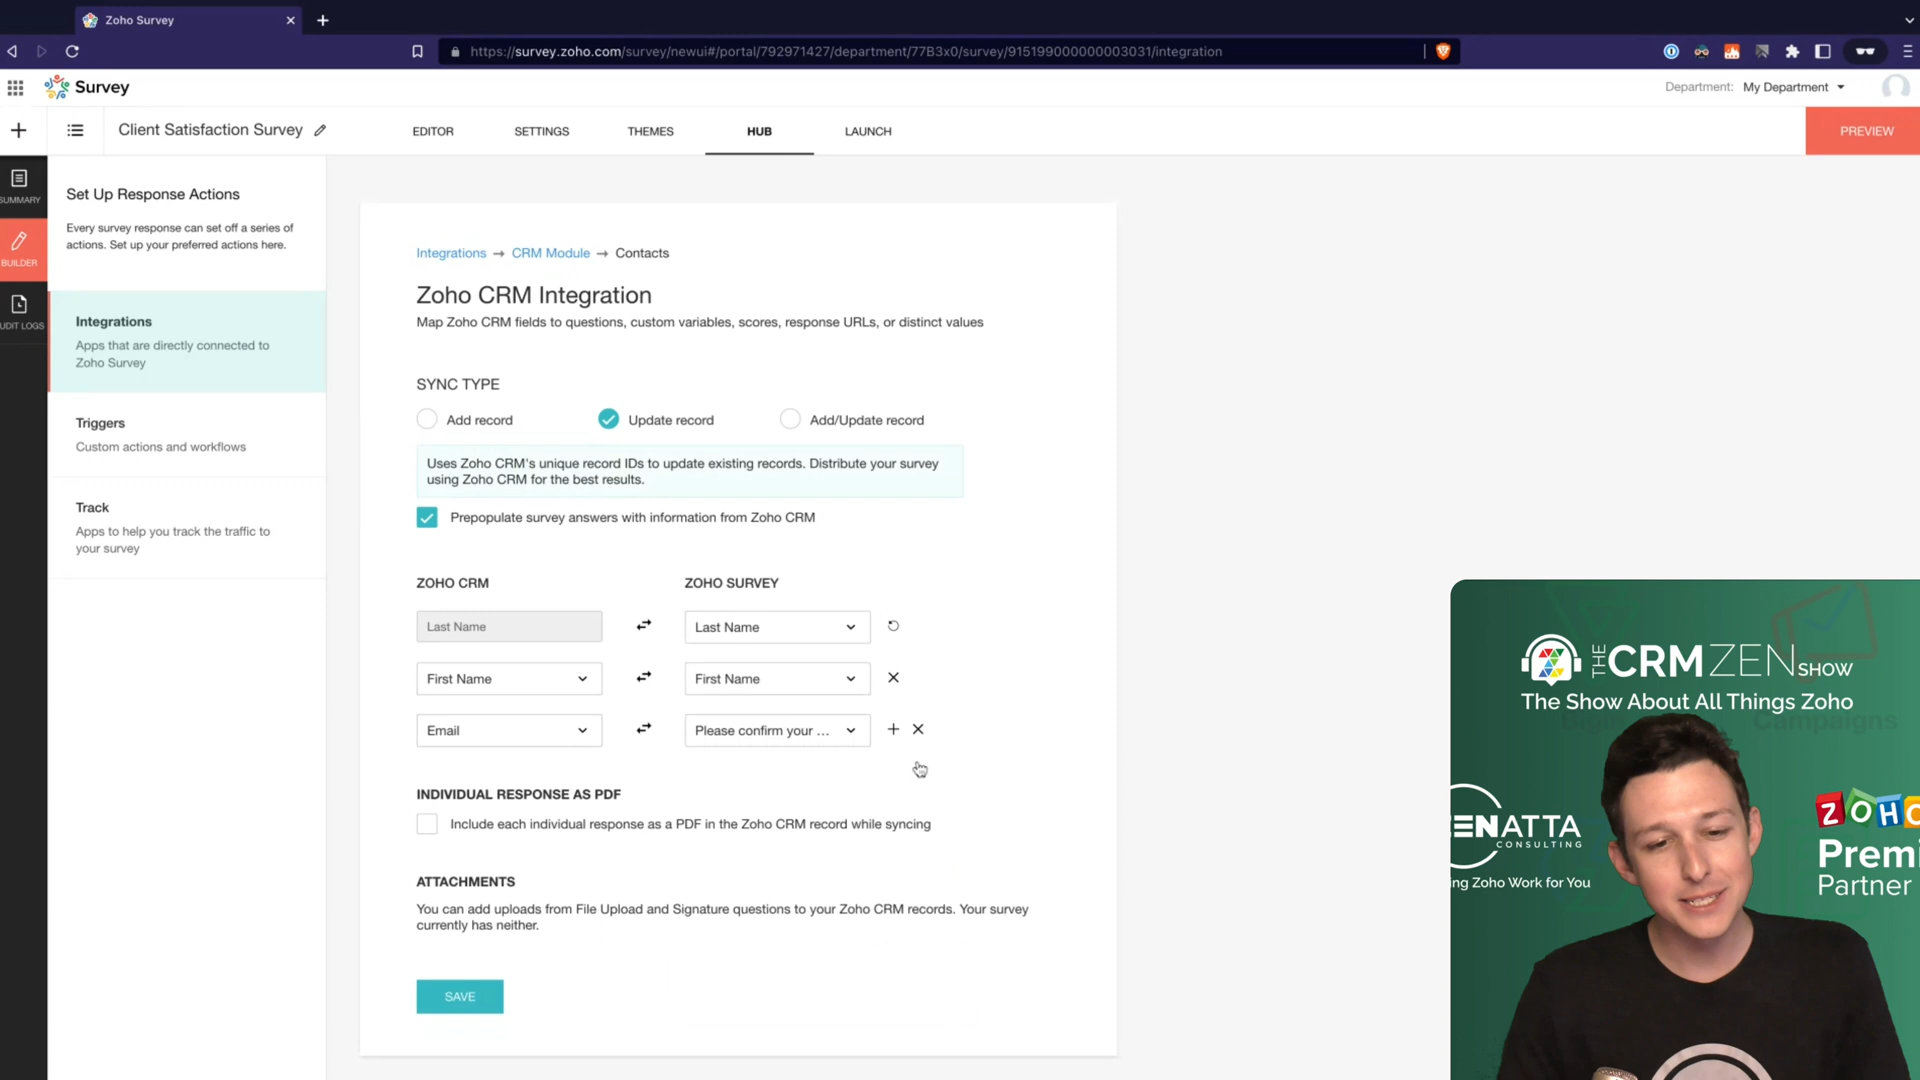 Zoho Survey
https://survey.zoho.com/survey/newui#/portal/792971427/department/77B3x0/survey/915199000000003031/integration
Survey
Department: My Department
Client Satisfaction Survey
EDITOR
SETTINGS
THEMES
HUB
LAUNCH
PREVIEW
SUMMARY
BUILDER
UDIT LOGS
Set Up Response Actions
Every survey response can set off a series of
actions. Set up your preferred actions here.
Integrations
Apps that are directly connected to
Zoho Survey
Triggers
Custom actions and workflows
Track
Apps to help you track the traffic to
your survey
Integrations → CRM Module → Contacts
Zoho CRM Integration
Map Zoho CRM fields to questions, custom variables, scores, response URLs, or distinct values
SYNC TYPE
Add record
Update record
Add/Update record
Uses Zoho CRM's unique record IDs to update existing records. Distribute your survey
using Zoho CRM for the best results.
Prepopulate survey answers with information from Zoho CRM
ZOHO CRM
ZOHO SURVEY
Last Name
Last Name
First Name
First Name
Email
Please confirm your ...
INDIVIDUAL RESPONSE AS PDF
Include each individual response as a PDF in the Zoho CRM record while syncing
ATTACHMENTS
You can add uploads from File Upload and Signature questions to your Zoho CRM records. Your survey
currently has neither.
SAVE
THE CRMZEN SHOW
The Show About All Things Zoho
Campaigns
ZENATTA
CONSULTING
ing Zoho Work for You
ZOHO
Premi
Partner